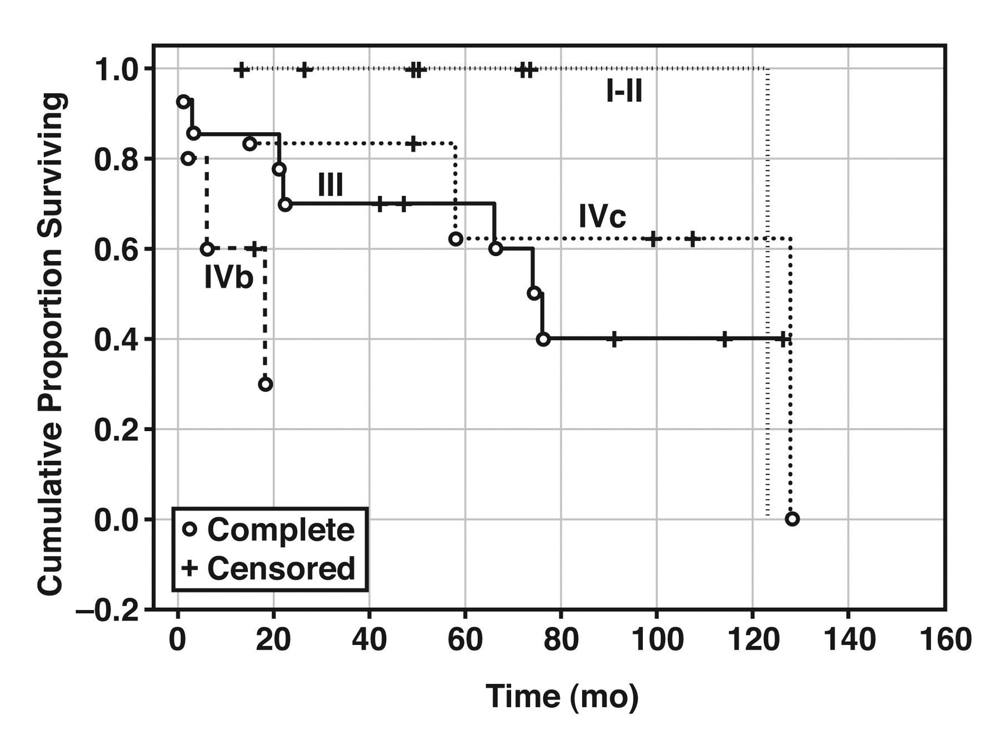 Cumulative Proportion Surviving
1.0
0.8
0.6
0.4
0.2
0.0
–0.2
I-II
III
IVc
IVb
Complete
Censored
0 20 40 60 80 100 120 140 160
Time (mo)